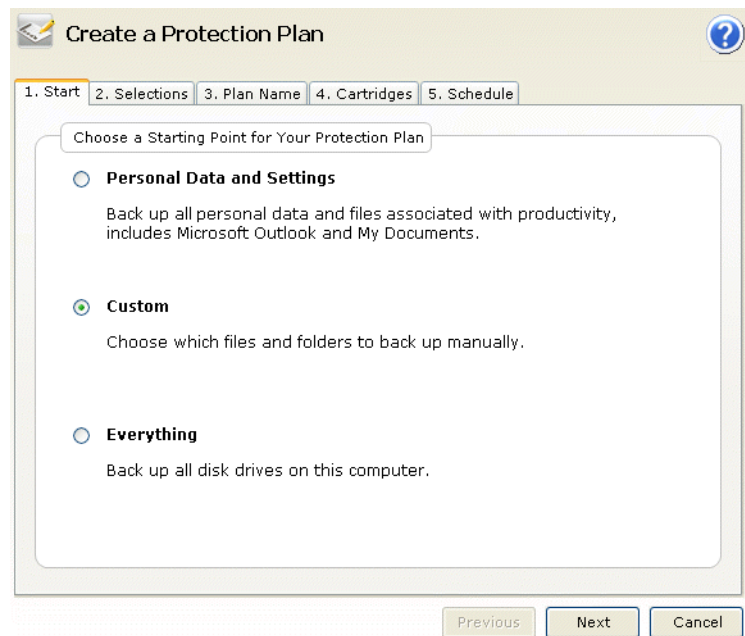 Create a Protection Plan
?
1. Start 2. Selections 3. Plan Name 4. Cartridges 5. Schedule
Choose a Starting Point for Your Protection Plan
Personal Data and Settings
Back up all personal data and files associated with productivity,
includes Microsoft Outlook and My Documents.
Custom
Choose which files and folders to back up manually.
Everything
Back up all disk drives on this computer.
Previous Next Cancel